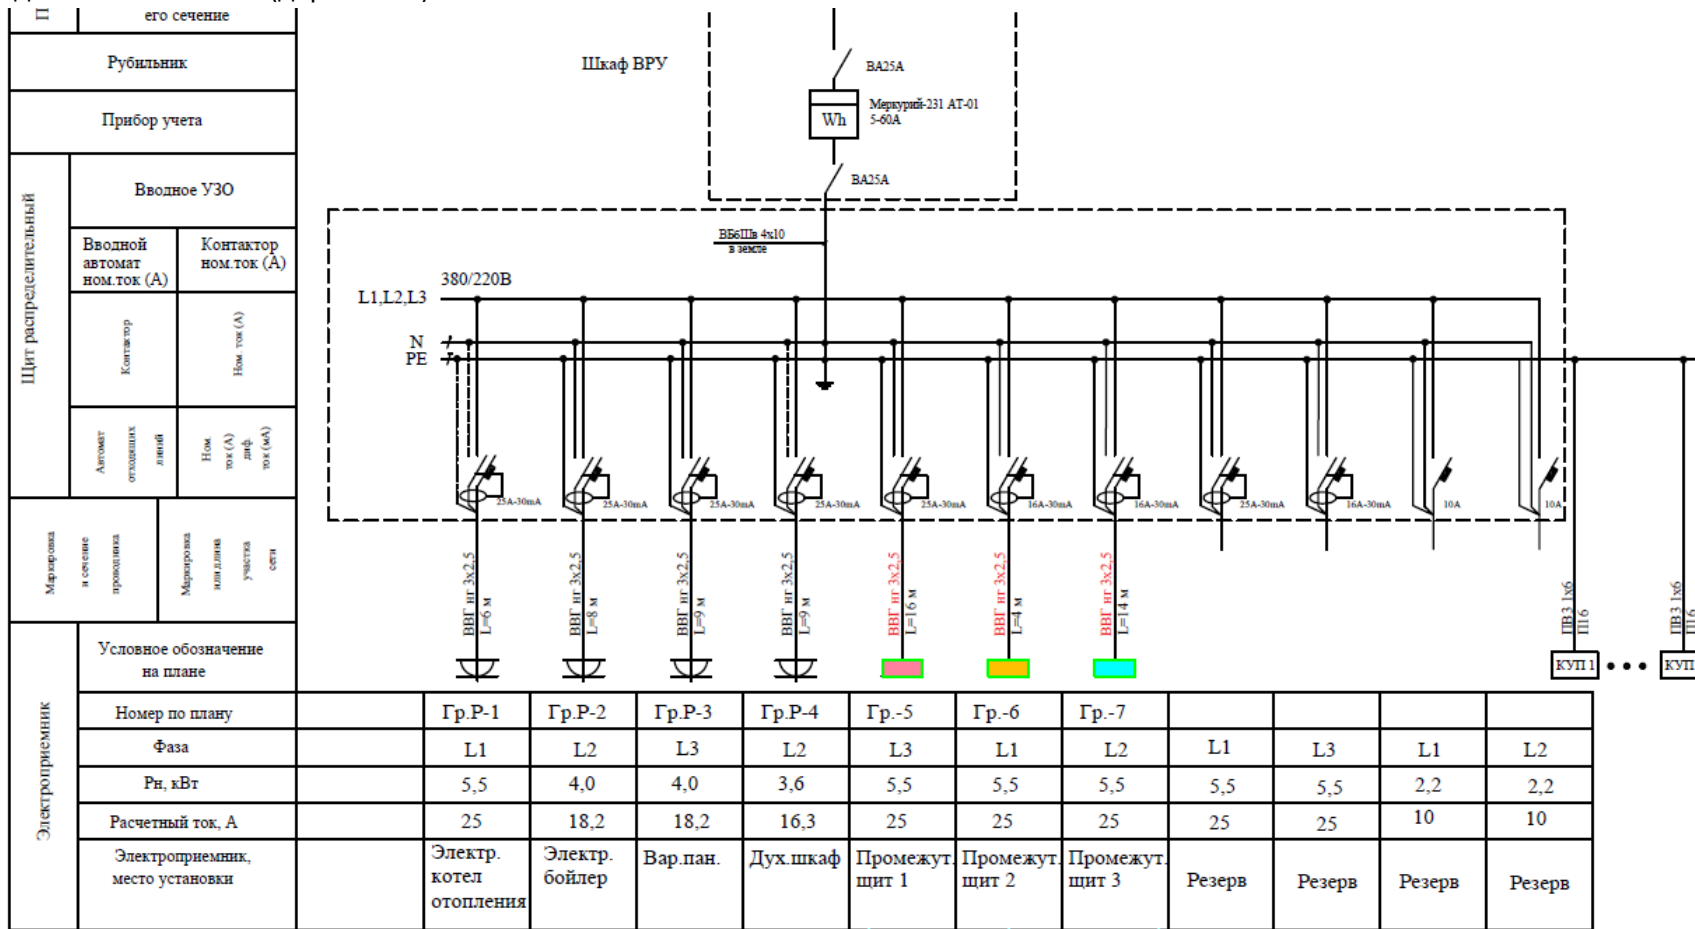 П
его сечение
Рубильник
Прибор учета
Щит распределительный
Вводное УЗО
Вводной
автомат
ном.ток (А)
Контактор
ном.ток (А)
Контактор
Ном. ток (А)
Автомат
отходящих
линий
Ном.
ток (А)
диф.
ток (мА)
Маркировка
и сечение
проводника
Маркировка
или длина
участка
сети
Шкаф ВРУ
ВА25А
Меркурий-231 АТ-01
5-60А
Wh
ВА25А
ВБбШв 4х10
в земле
380/220В
L1,L2,L3
N
PE
25А-30mA
25А-30mA
25А-30mA
25А-30mA
25А-30mA
16А-30mA
16А-30mA
25А-30mA
16А-30mA
10А
10А
ВВГ нг 3х2,5
L=6 м
ВВГ нг 3х2,5
L=8 м
ВВГ нг 3х2,5
L=9 м
ВВГ нг 3х2,5
L=9 м
ВВГ нг 3х2,5
L=16 м
ВВГ нг 3х2,5
L=4 м
ВВГ нг 3х2,5
L=14 м
ПВ3 1х6
П16
ПВ3 1х6
П16
КУП 1
КУП
Электроприемник
Условное обозначение
на плане
Номер по плану Гр.Р-1 Гр.Р-2 Гр.Р-3 Гр.Р-4 Гр.-5 Гр.-6 Гр.-7
Фаза L1 L2 L3 L2 L3 L1 L2 L1 L3 L1 L2
Рн, кВт 5,5 4,0 4,0 3,6 5,5 5,5 5,5 5,5 5,5 2,2 2,2
Расчетный ток, А 25 18,2 18,2 16,3 25 25 25 25 25 10 10
Электроприемник,
место установки
Электр.
котел
отопления
Электр.
бойлер
Вар.пан.
Дух.шкаф
Промежут.
щит 1
Промежут.
щит 2
Промежут.
щит 3
Резерв
Резерв
Резерв
Резерв